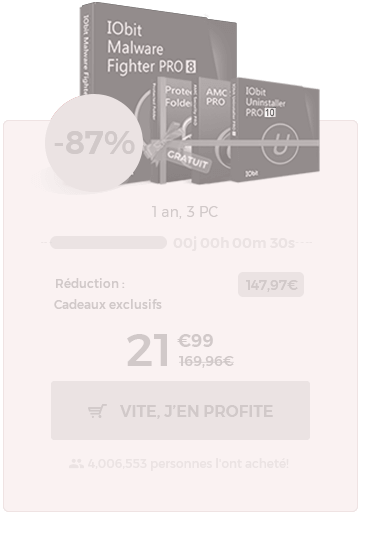 IObit Malware Fighter
IObit
Malware
Fighter PRO 8
Protected
Folder
AMC
PRO
IObit
Uninstaller
PRO 10
IObit
GRATUIT
-87%
1 an, 3 PC
00j 00h 00m 30s
Réduction :
147,97€
Cadeaux exclusifs
21 €99
169,96€
VITE, J'EN PROFITE
4,006,553 personnes l'ont acheté!